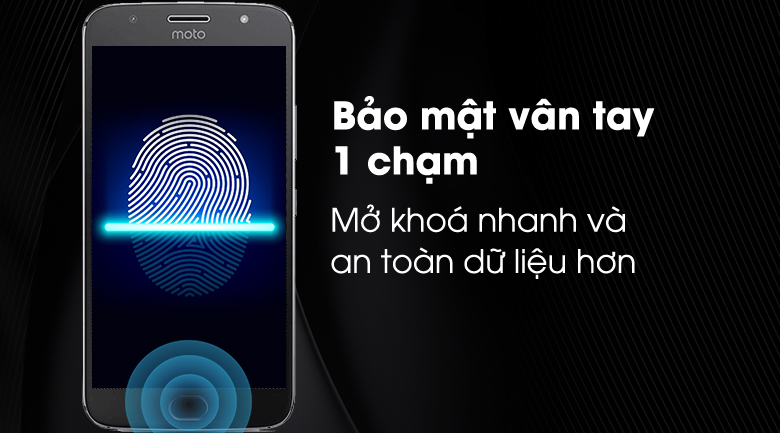 moto
Bảo mật vân tay
1 chạm
Mở khoá nhanh và
an toàn dữ liệu hơn